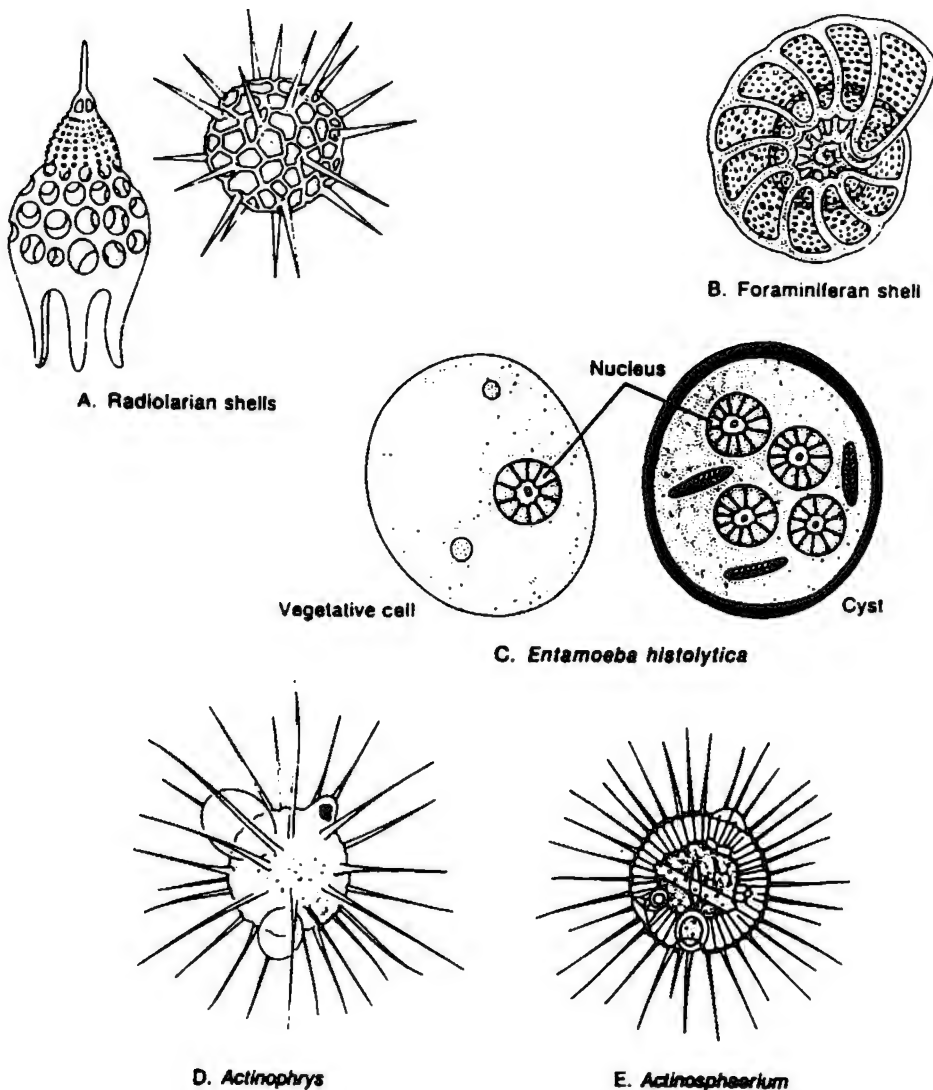 B. Foraminiferan shell
A. Radiolarian shells
Nucleus
Vegetative cell
Cyst
C. Entamoeba histolytica
D. Actinophrys
E. Actinosphaerium